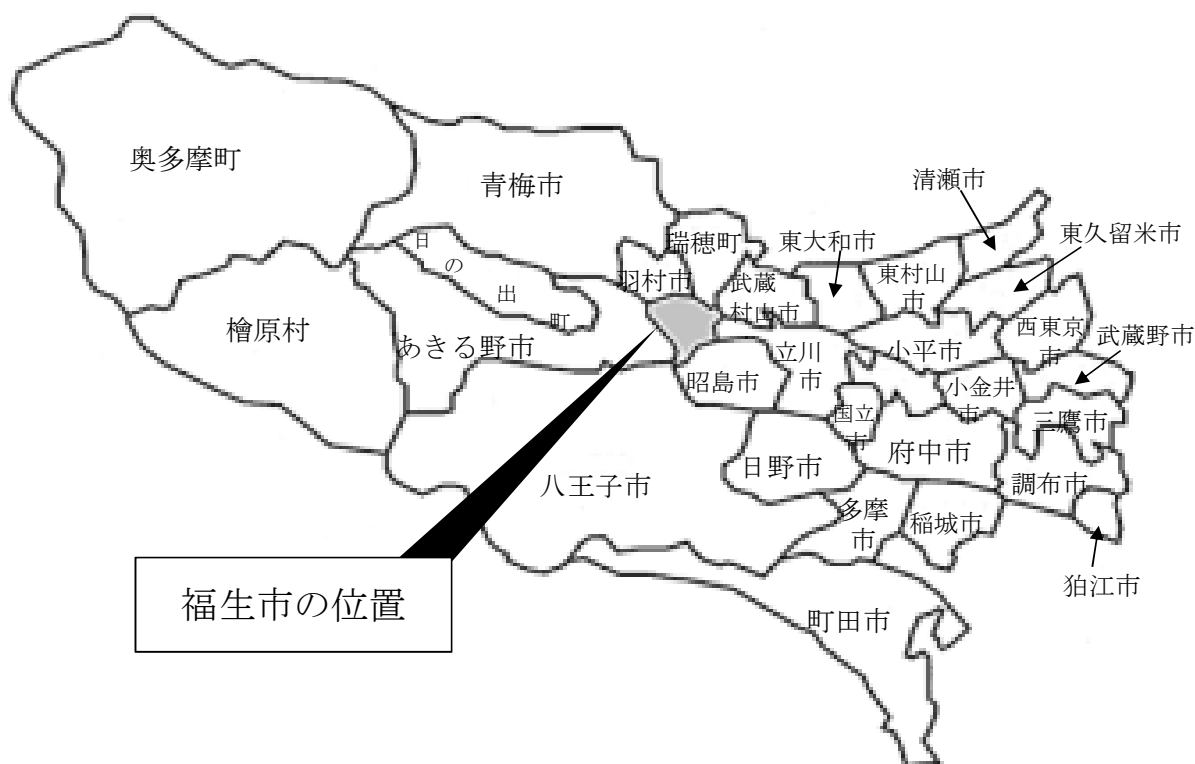 奥多摩町
青梅市
清瀬市
東久留米市
瑞穂町
東大和市
日の出町
羽村市
武蔵
村山市
東村山
市
檜原村
あきる野市
西東京
市
武蔵野市
立川
市
小平市
昭島市
小金井
市
国立
市
三鷹市
府中市
日野市
八王子市
調布市
多摩
市
稲城市
狛江市
福生市の位置
町田市